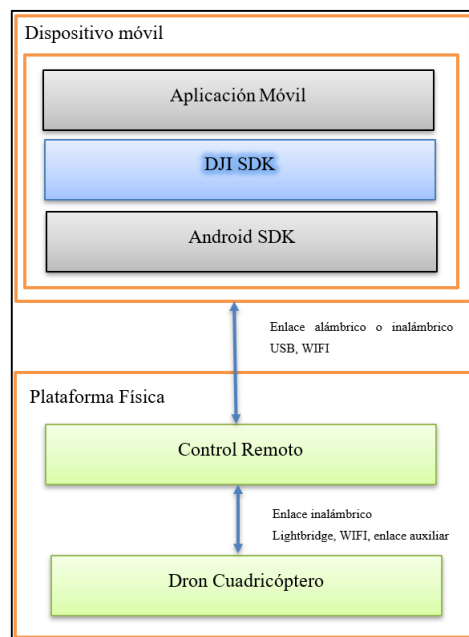 Dispositivo móvil
Aplicación Móvil
DJI SDK
Android SDK
Enlace alámbrico o inalámbrico
USB, WIFI
Plataforma Física
Control Remoto
Enlace inalámbrico
Lightbridge, WIFI, enlace auxiliar
Dron Cuadricóptero